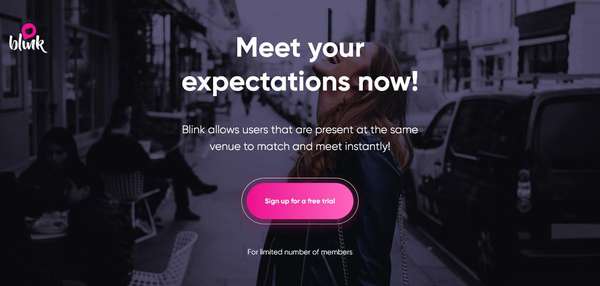 blink
Meet your
expectations now!
Blink allows users that are present at the same
venue to match and meet instantly!
Sign up for a free trial
For limited number of members